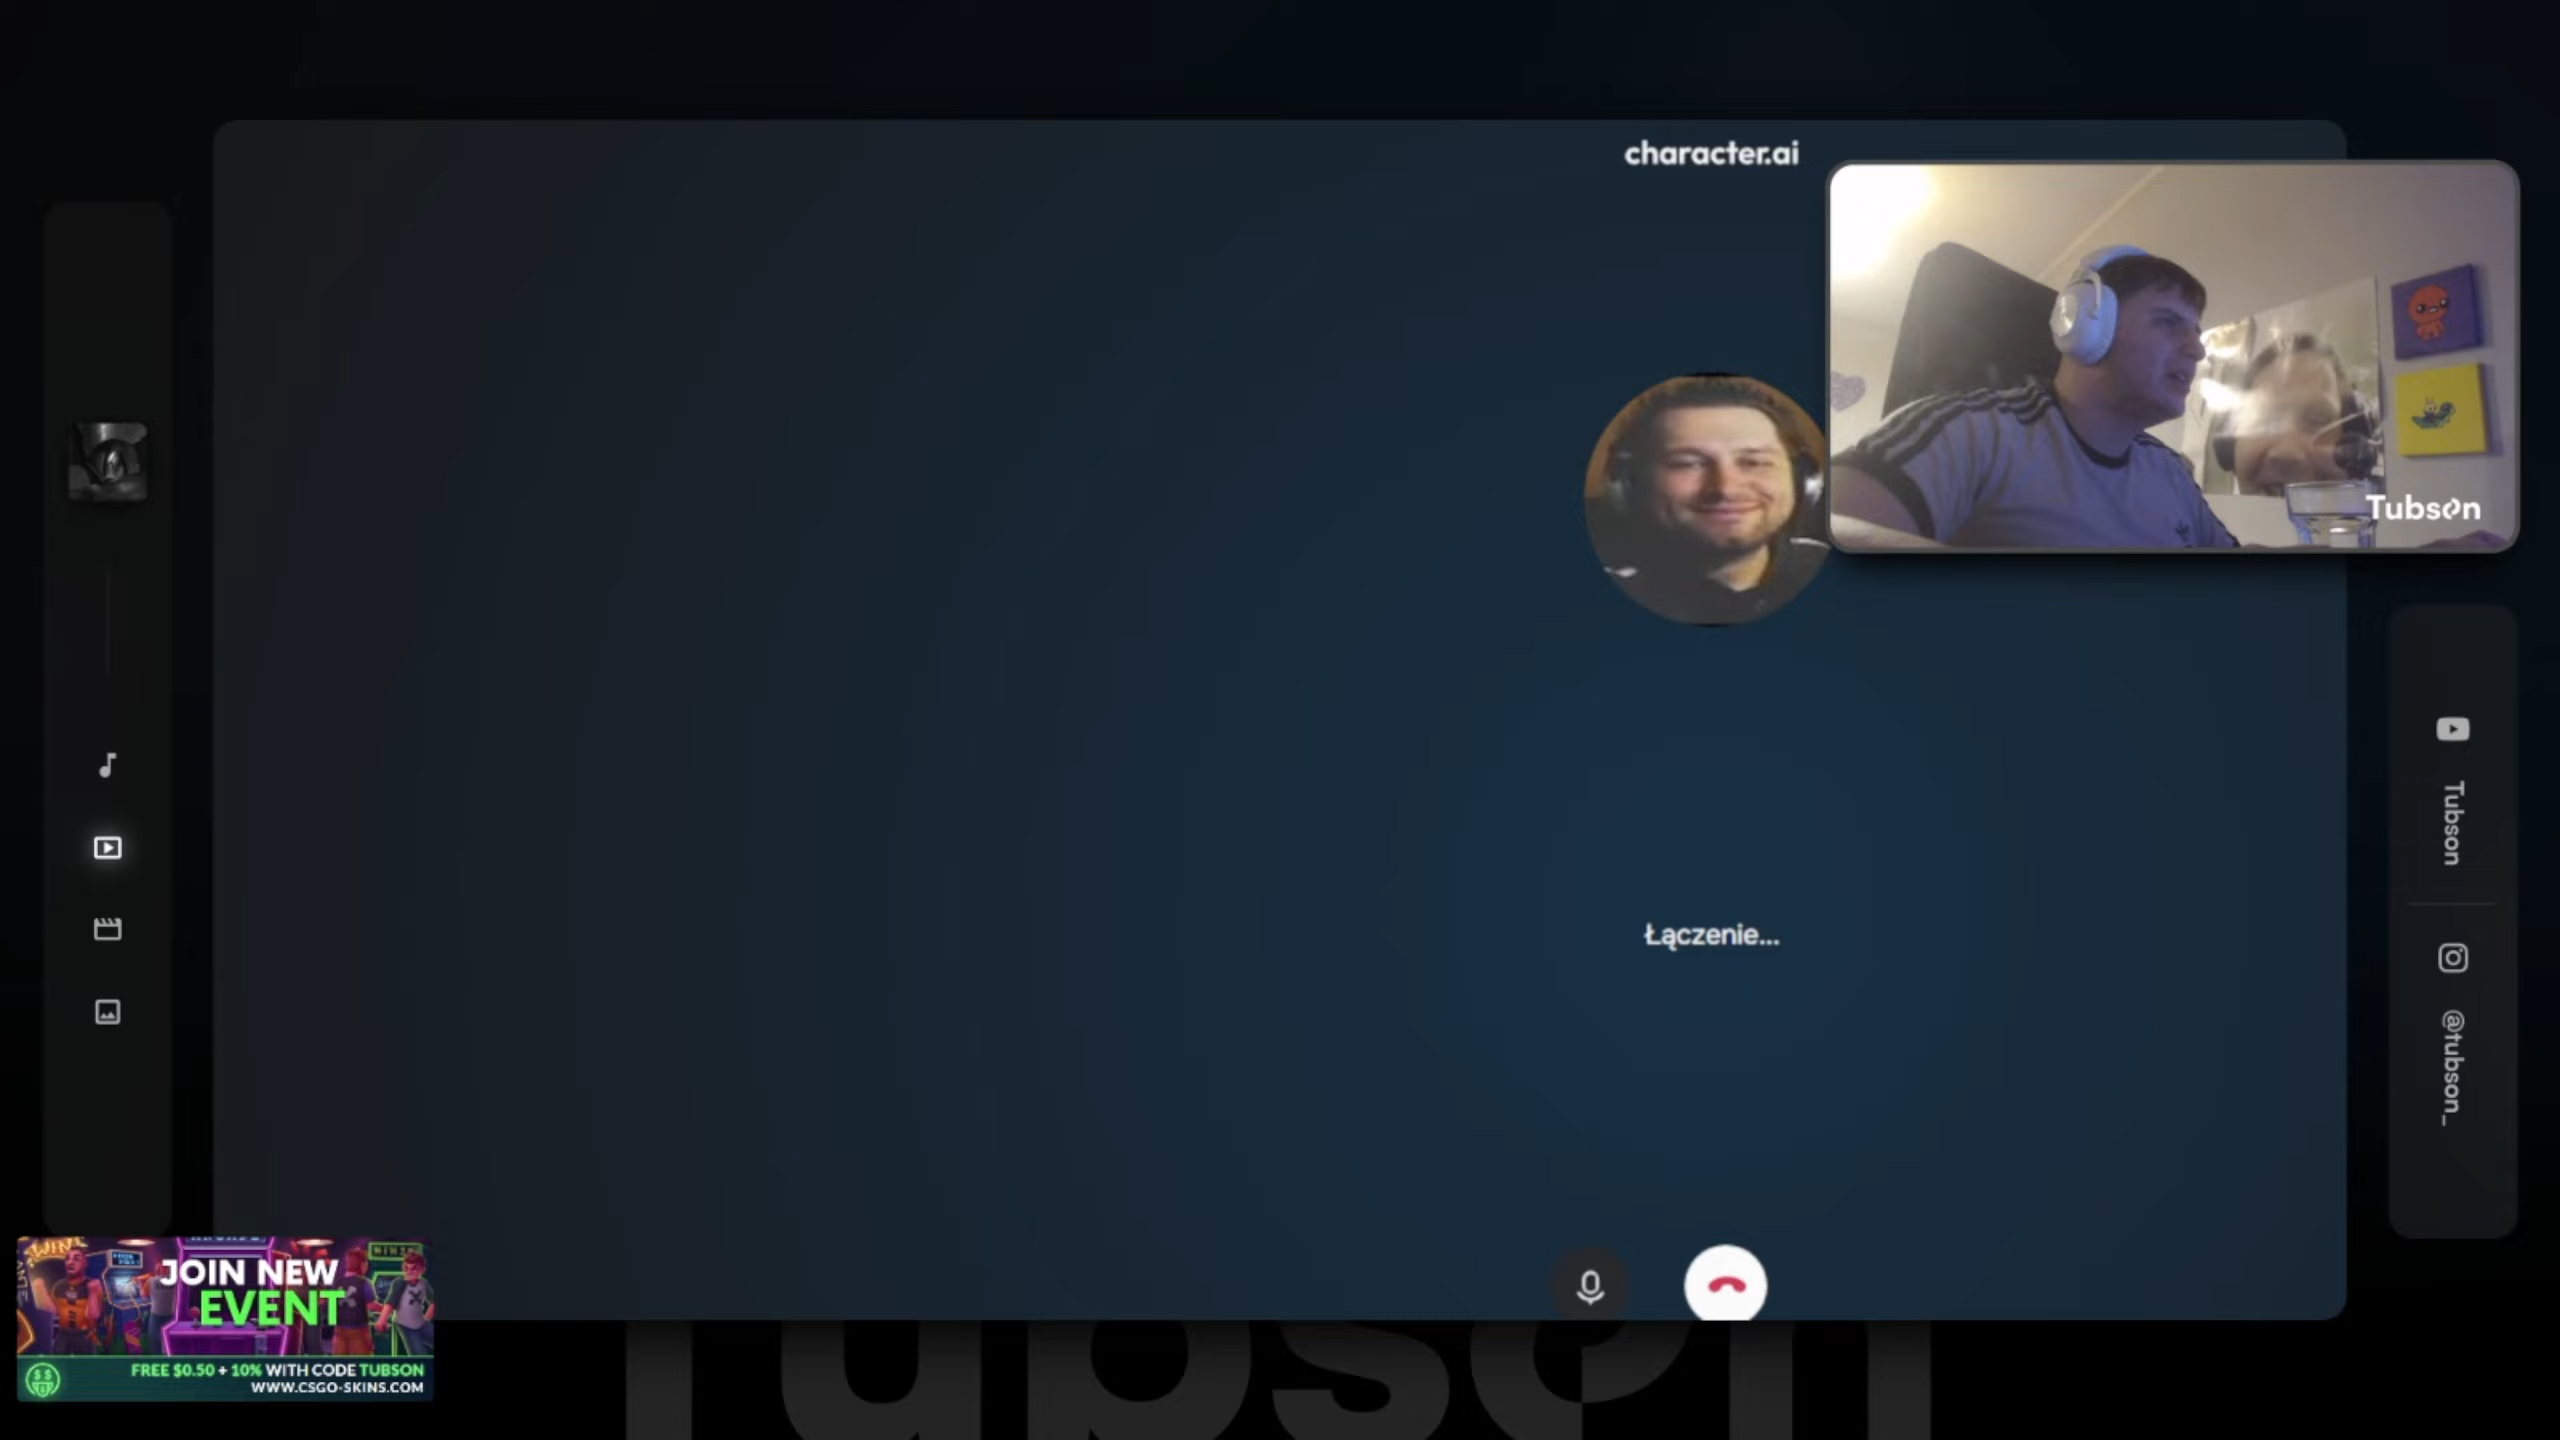 character.ai
Tubson
Łączenie...
Tubson
@tubson_
JOIN NEW
EVENT
FREE $0.50 + 10% WITH CODE TUBSON
WWW.CSGO-SKINS.COM
Tubson